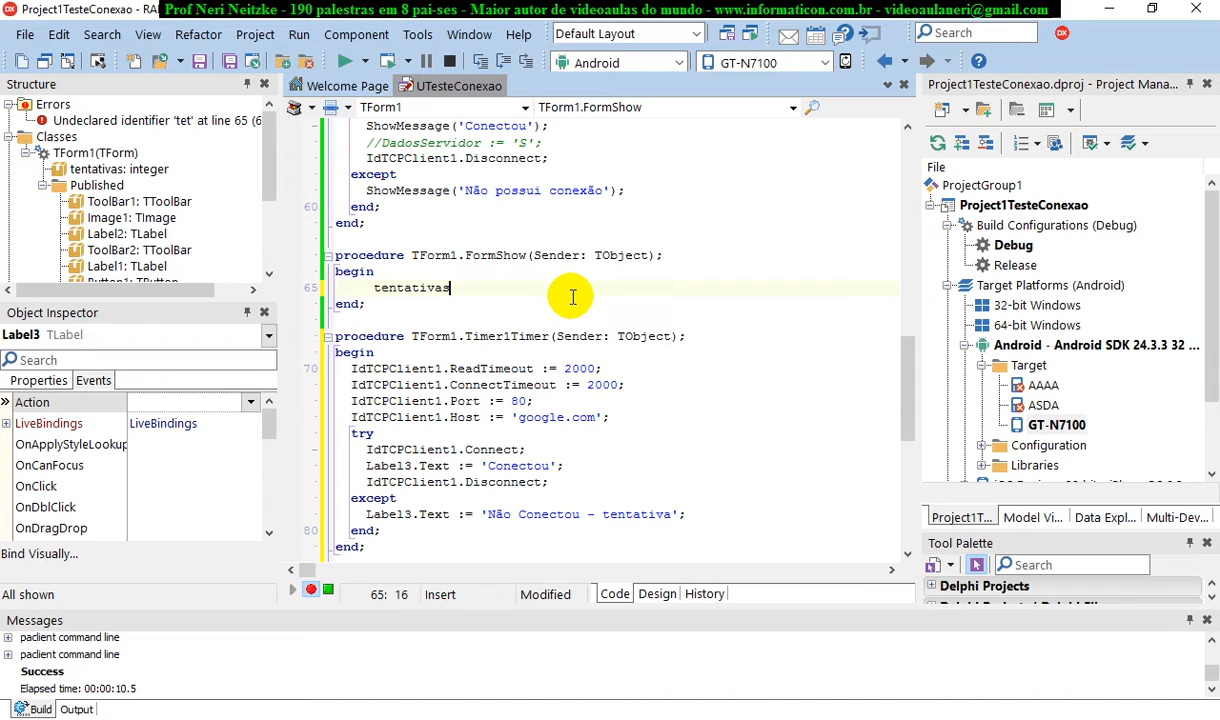 Project1TesteConexao - RA
Prof Neri Neitzke - 190 palestras em 8 pai-ses - Maior autor de videoaulas do mundo - www.informaticon.com.br - videoaulaneri@gmail.com
File Edit Search View Refactor Project Run Component Tools Window Help
Default Layout
Search
DX
Android
GT-N7100
Structure
Errors
Undeclared identifier 'tet' at line 65 (6
Classes
TForm1(TForm)
tentativas: integer
Published
ToolBar1: TToolBar
Image1: TImage
Label2: TLabel
ToolBar2: TToolBar
Label1: TLabel
Object Inspector
Label3 TLabel
Search
Properties Events
Action
LiveBindings LiveBindings
OnApplyStyleLookup
OnCanFocus
OnClick
OnDblClick
OnDragDrop
Bind Visually...
All shown
Welcome Page UTesteConexao
TForm1 TForm1.FormShow
ShowMessage('Conectou');
//DadosServidor := 'S';
IdTCPClient1.Disconnect;
except
ShowMessage('Não possui conexão');
60 end;
end;
procedure TForm1.FormShow(Sender: TObject);
begin
65 tentativas
end;
procedure TForm1.Timer1Timer(Sender: TObject);
begin
70 IdTCPClient1.ReadTimeout := 2000;
IdTCPClient1.ConnectTimeout := 2000;
IdTCPClient1.Port := 80;
IdTCPClient1.Host := 'google.com';
try
IdTCPClient1.Connect;
Label3.Text := 'Conectou';
IdTCPClient1.Disconnect;
except
Label3.Text := 'Não Conectou - tentativa';
80 end;
end;
65: 16 Insert Modified Code Design History
Project1TesteConexao.dproj - Project Mana...
File
ProjectGroup1
Project1TesteConexao
Build Configurations (Debug)
Debug
Release
Target Platforms (Android)
32-bit Windows
64-bit Windows
Android - Android SDK 24.3.3 32 ...
Target
AAAA
ASDA
GT-N7100
Configuration
Libraries
Project1T... Model Vi... Data Expl... Multi-Dev...
Tool Palette
Search
Delphi Projects
Messages
paclient command line
paclient command line
Success
Elapsed time: 00:00:10.5
Build Output